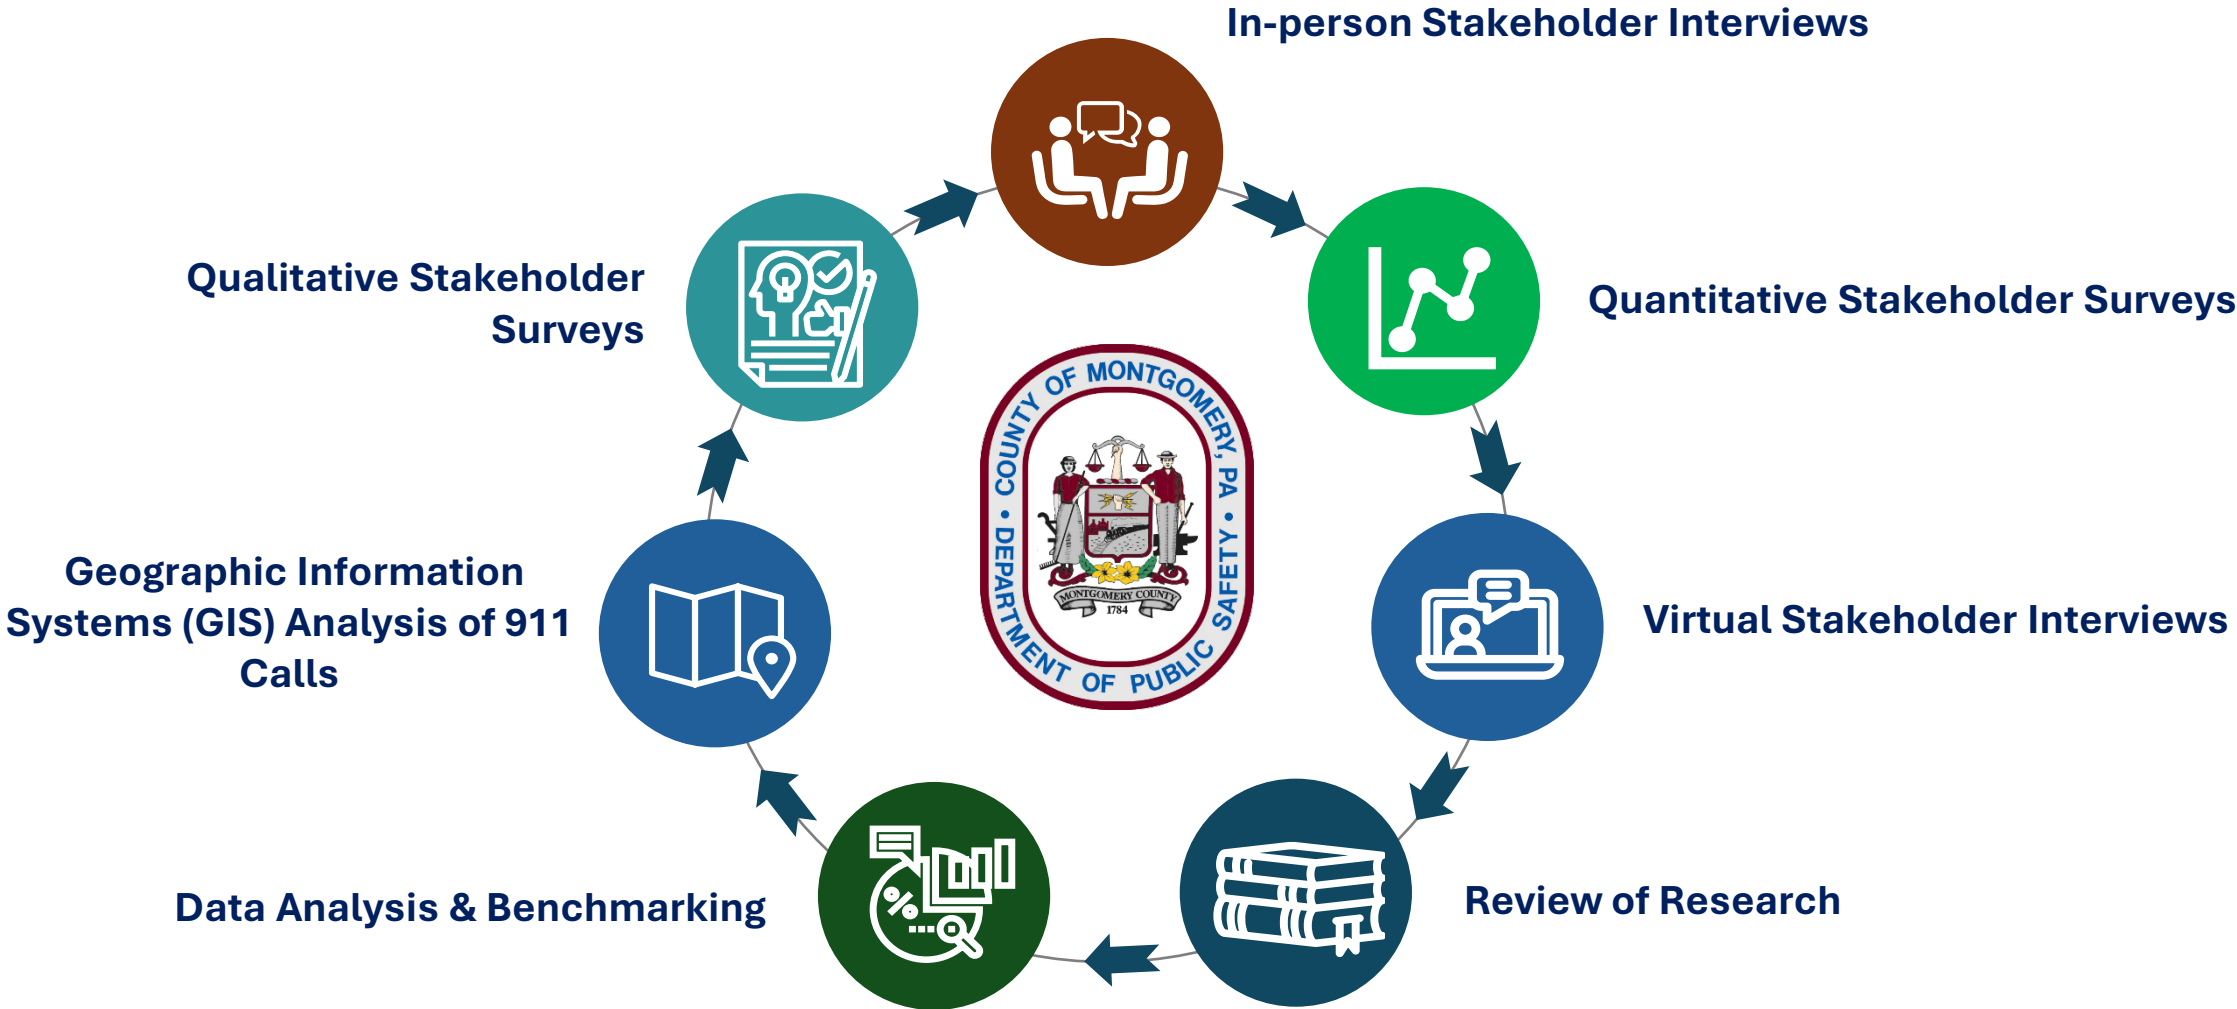 In-person Stakeholder Interviews
Qualitative Stakeholder
Surveys
Quantitative Stakeholder Surveys
COUNTY OF MONTGOMERY, PA • DEPARTMENT OF PUBLIC SAFETY •
MONTGOMERY COUNTY
1784
Geographic Information
Systems (GIS) Analysis of 911
Calls
Virtual Stakeholder Interviews
%
Data Analysis & Benchmarking
Review of Research